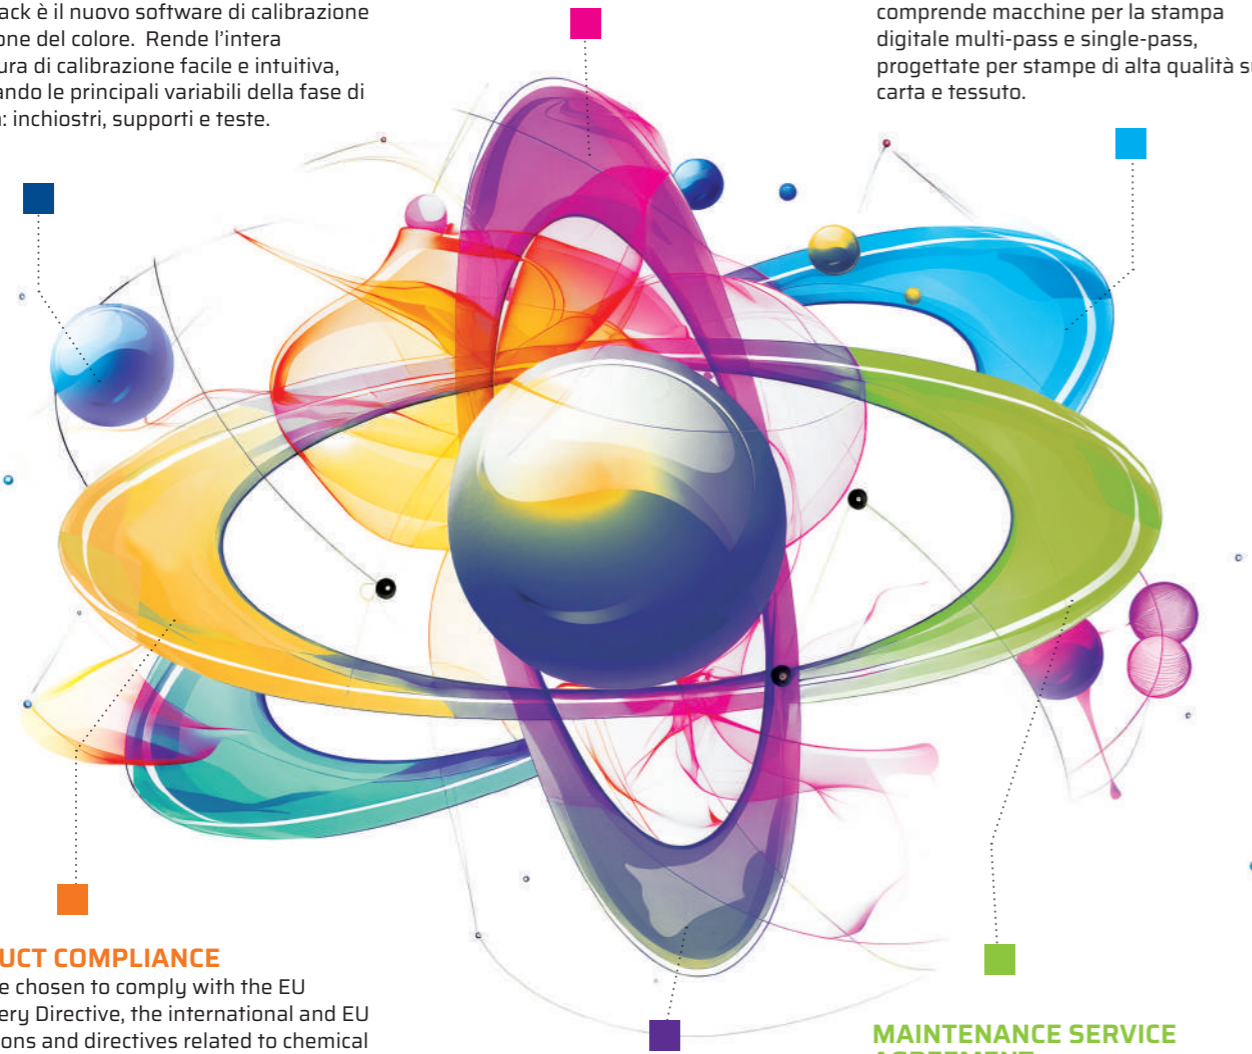 ack è il nuovo software di calibrazione
one del colore. Rende l’intera
ura di calibrazione facile e intuitiva,
ando le principali variabili della fase di
: inchiostri, supporti e teste.
comprende macchine per la stampa
digitale multi-pass e single-pass,
progettate per stampe di alta qualità su
carta e tessuto.
UCT COMPLIANCE
e chosen to comply with the EU
ery Directive, the international and EU
ons and directives related to chemical
MAINTENANCE SERVICE
AGREEMENT